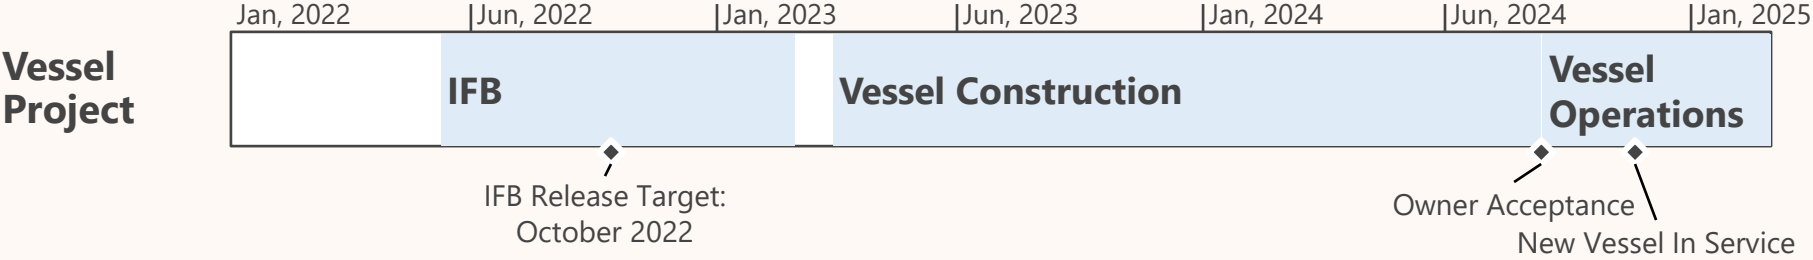 Jan, 2022
Jun, 2022
Jan, 2023
Jun, 2023
Jan, 2024
Jun, 2024
Jan, 2025
Vessel
Project
IFB
Vessel Construction
Vessel
Operations
IFB Release Target:
October 2022
Owner Acceptance
New Vessel In Service